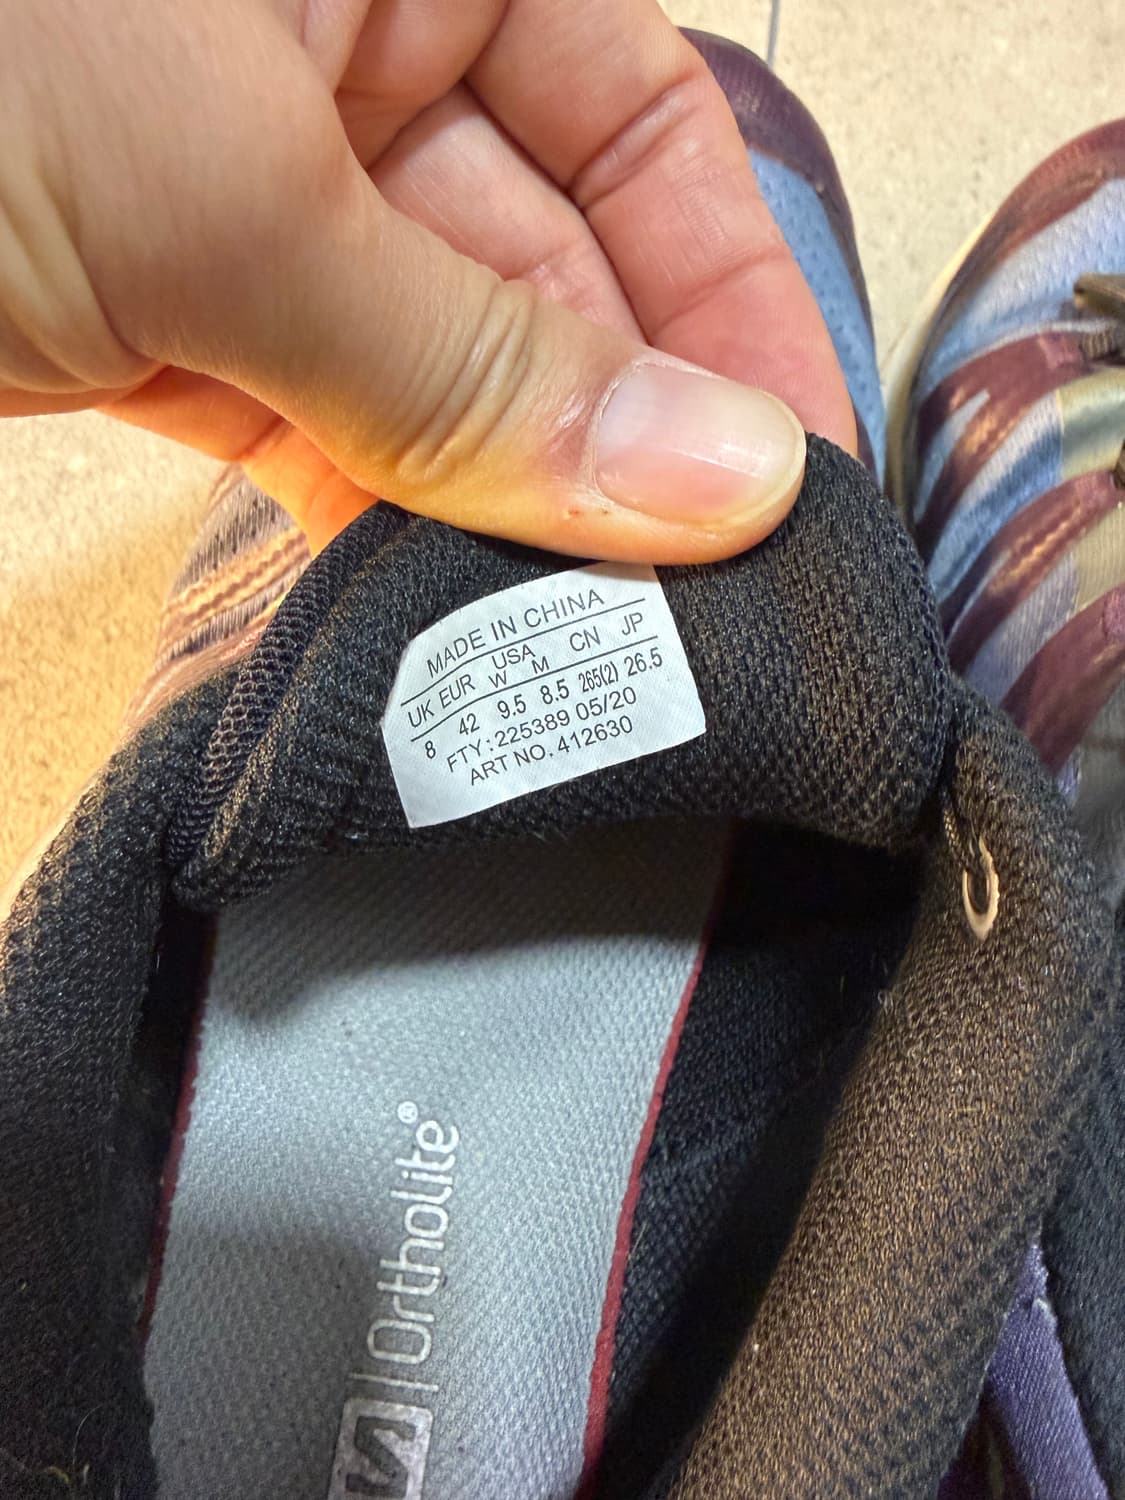 MADE IN CHINA
USA CN JP
UK EUR W M
8 42 9.5 8.5 265(2) 26.5
FTY: 225389 05/20
ART NO. 412630
Ortholite®